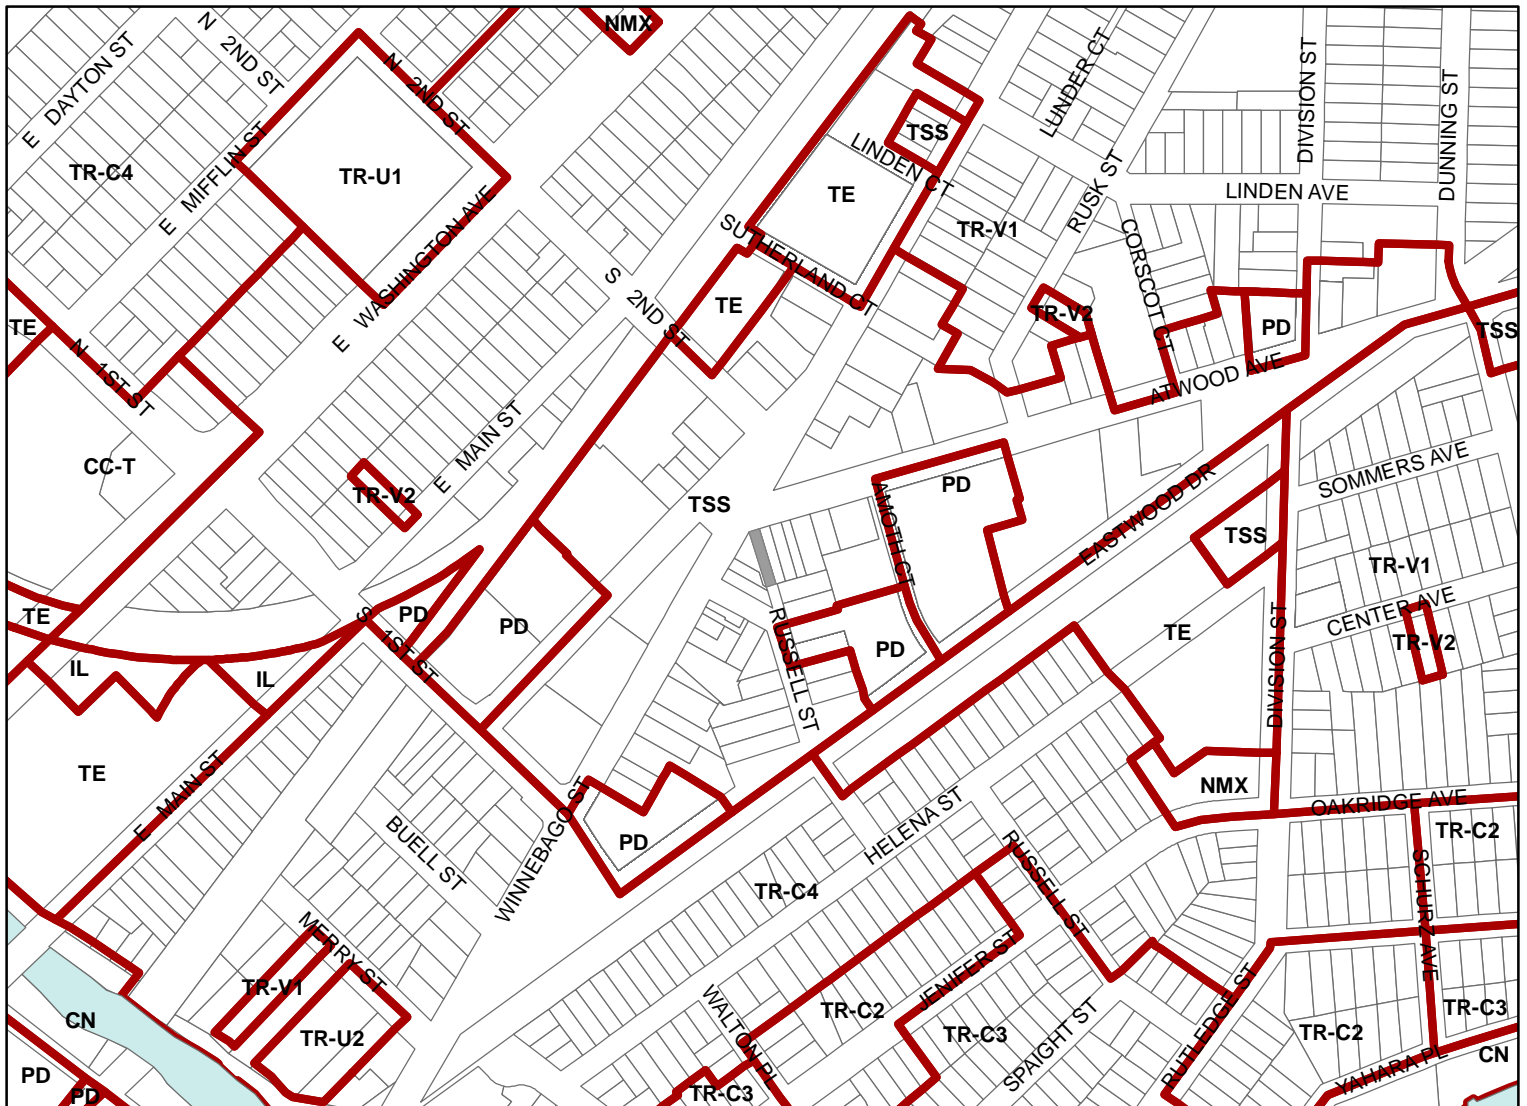 NMX
N 2ND ST
E DAYTON ST
N 2ND ST
LUNDER CT
DIVISION ST
DUNNING ST
TSS
TR-C4
TR-U1
E MIFFLIN ST
LINDEN CT
TE
RUSK ST
LINDEN AVE
E WASHINGTON AVE
SUTHERLAND CT
TR-V1
CORSCOT CT
S 2ND ST
TE
TR-V2
PD
TSS
TE
N 1ST ST
ATWOOD AVE
E MAIN ST
CC-T
TR-V2
TSS
PD
AMOTH CT
EASTWOOD DR
SOMMERS AVE
TSS
TR-V1
TE
PD
PD
S 1ST ST
RUSSELL ST
PD
TE
DIVISION ST
CENTER AVE
TR-V2
IL
IL
TE
E MAIN ST
NMX
OAKRIDGE AVE
TR-C2
SCHURZ AVE
BUELL ST
WINNEBAGO ST
PD
HELENA ST
RUSSELL ST
TR-C4
MERRY ST
TR-V1
TR-U2
CN
PD
PD
WALTON PL
TR-C2
JENIFER ST
TR-C3
SPAIGHT ST
RUTLEDGE ST
TR-C2
TR-C3
YAHARA PL
CN
TR-C3